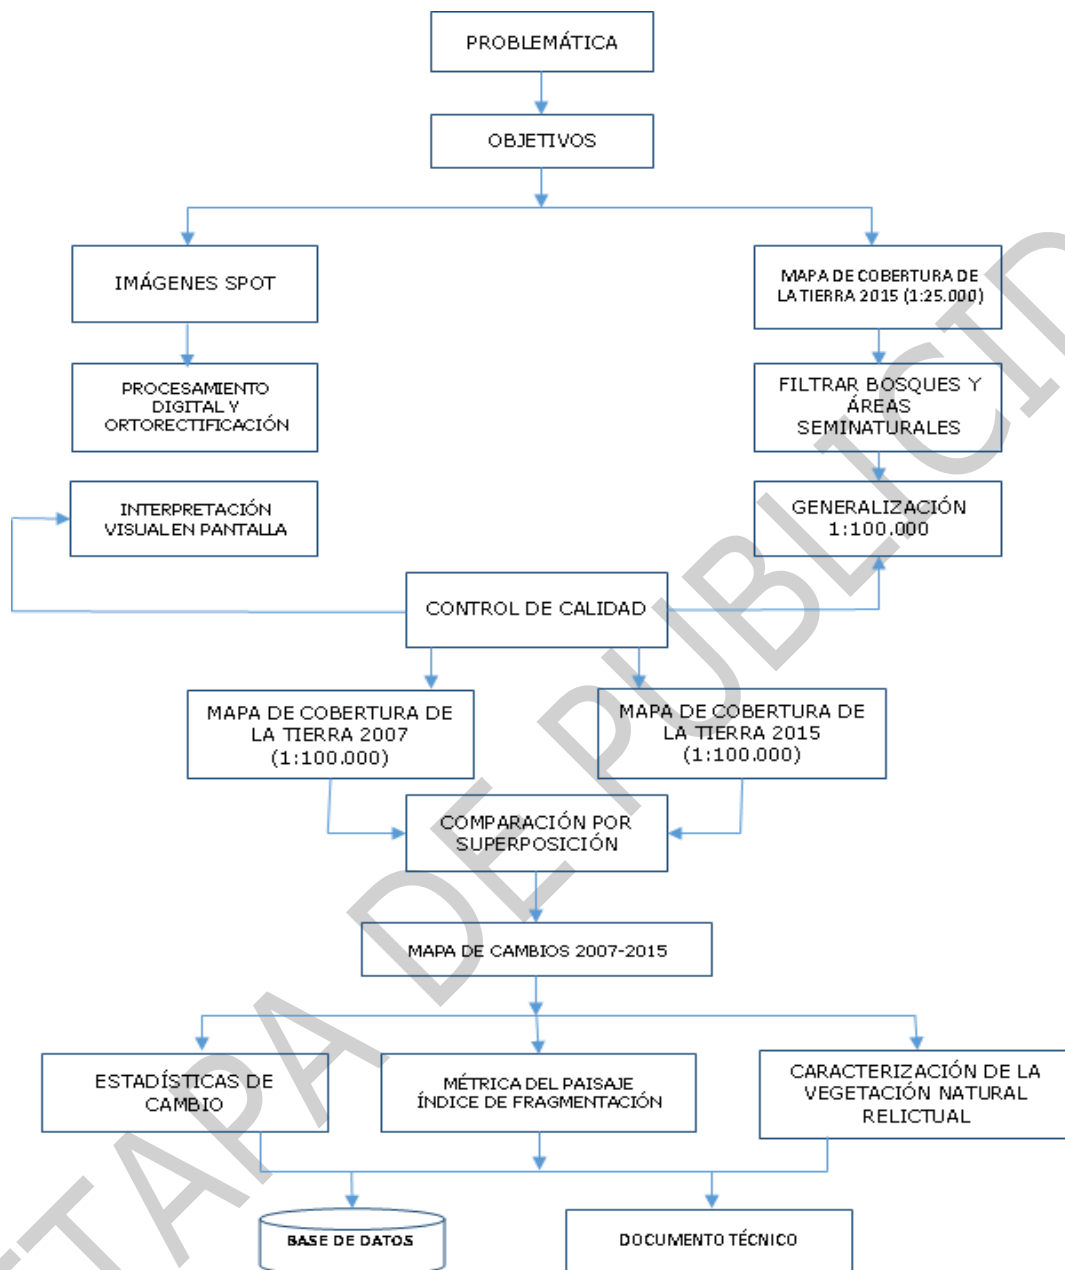 PROBLEMÁTICA
OBJETIVOS
IMÁGENES SPOT
MAPA DE COBERTURA DE
LA TIERRA 2015 (1:25.000)
PROCESAMIENTO
DIGITAL Y
ORTORECTIFICACIÓN
FILTRAR BOSQUES Y
ÁREAS
SEMINATURALES
INTERPRETACIÓN
VISUAL EN PANTALLA
GENERALIZACIÓN
1:100.000
CONTROL DE CALIDAD
MAPA DE COBERTURA DE
LA TIERRA 2007
(1:100.000)
MAPA DE COBERTURA DE
LA TIERRA 2015
(1:100.000)
COMPARACIÓN POR
SUPERPOSICIÓN
MAPA DE CAMBIOS 2007-2015
ESTADÍSTICAS DE
CAMBIO
MÉTRICA DEL PAISAJE
ÍNDICE DE FRAGMENTACIÓN
CARACTERIZACIÓN DE LA
VEGETACIÓN NATURAL
RELICTUAL
BASE DE DATOS
DOCUMENTO TÉCNICO
ETAPA DE PUBLICID